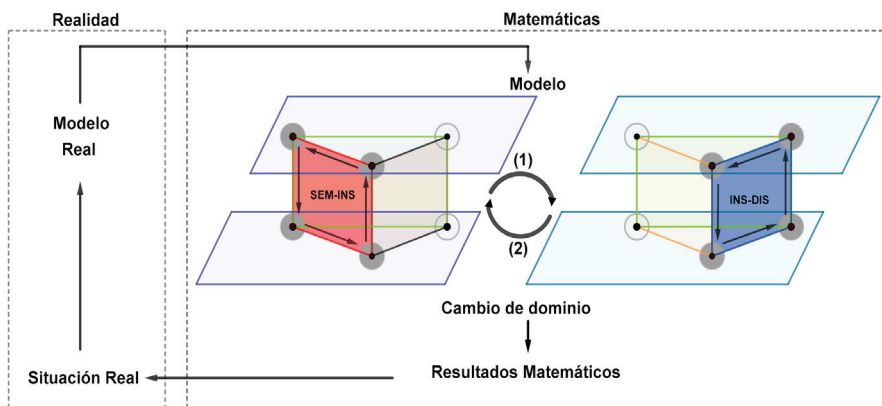 Realidad
Matemáticas
Modelo
Modelo
Real
(1)
SEM-INS
INS-DIS
(2)
Cambio de dominio
Situación Real
Resultados Matemáticos